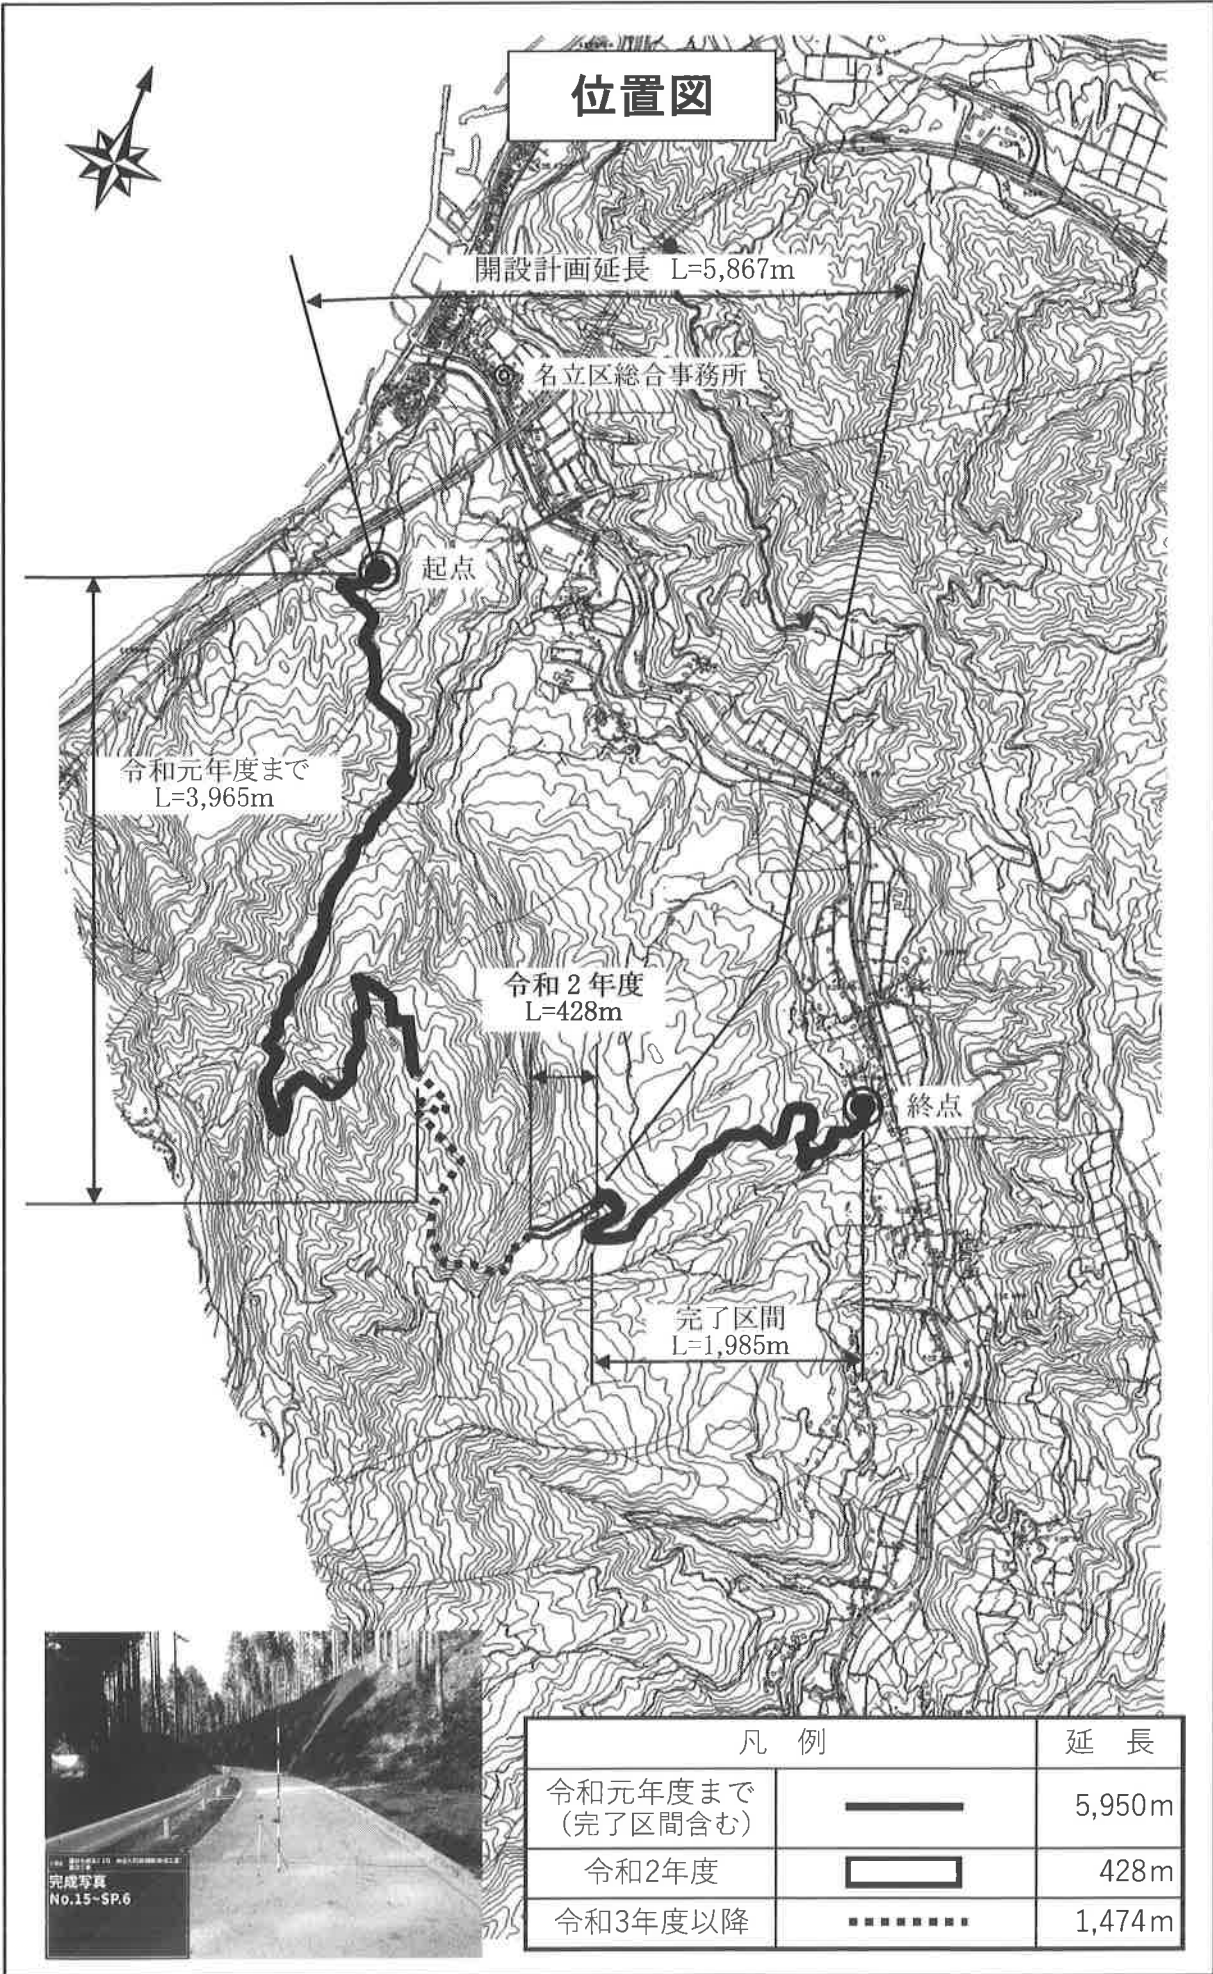 位置図
開設計画延長 L=5,867m
名立区総合事務所
起点
令和元年度まで
L=3,965m
令和2年度
L=428m
終点
完了区間
L=1,985m
完成写真
No.15~SP.6
凡 例 延 長
令和元年度まで
(完了区間含む) 5,950m
令和2年度 428m
令和3年度以降 1,474m